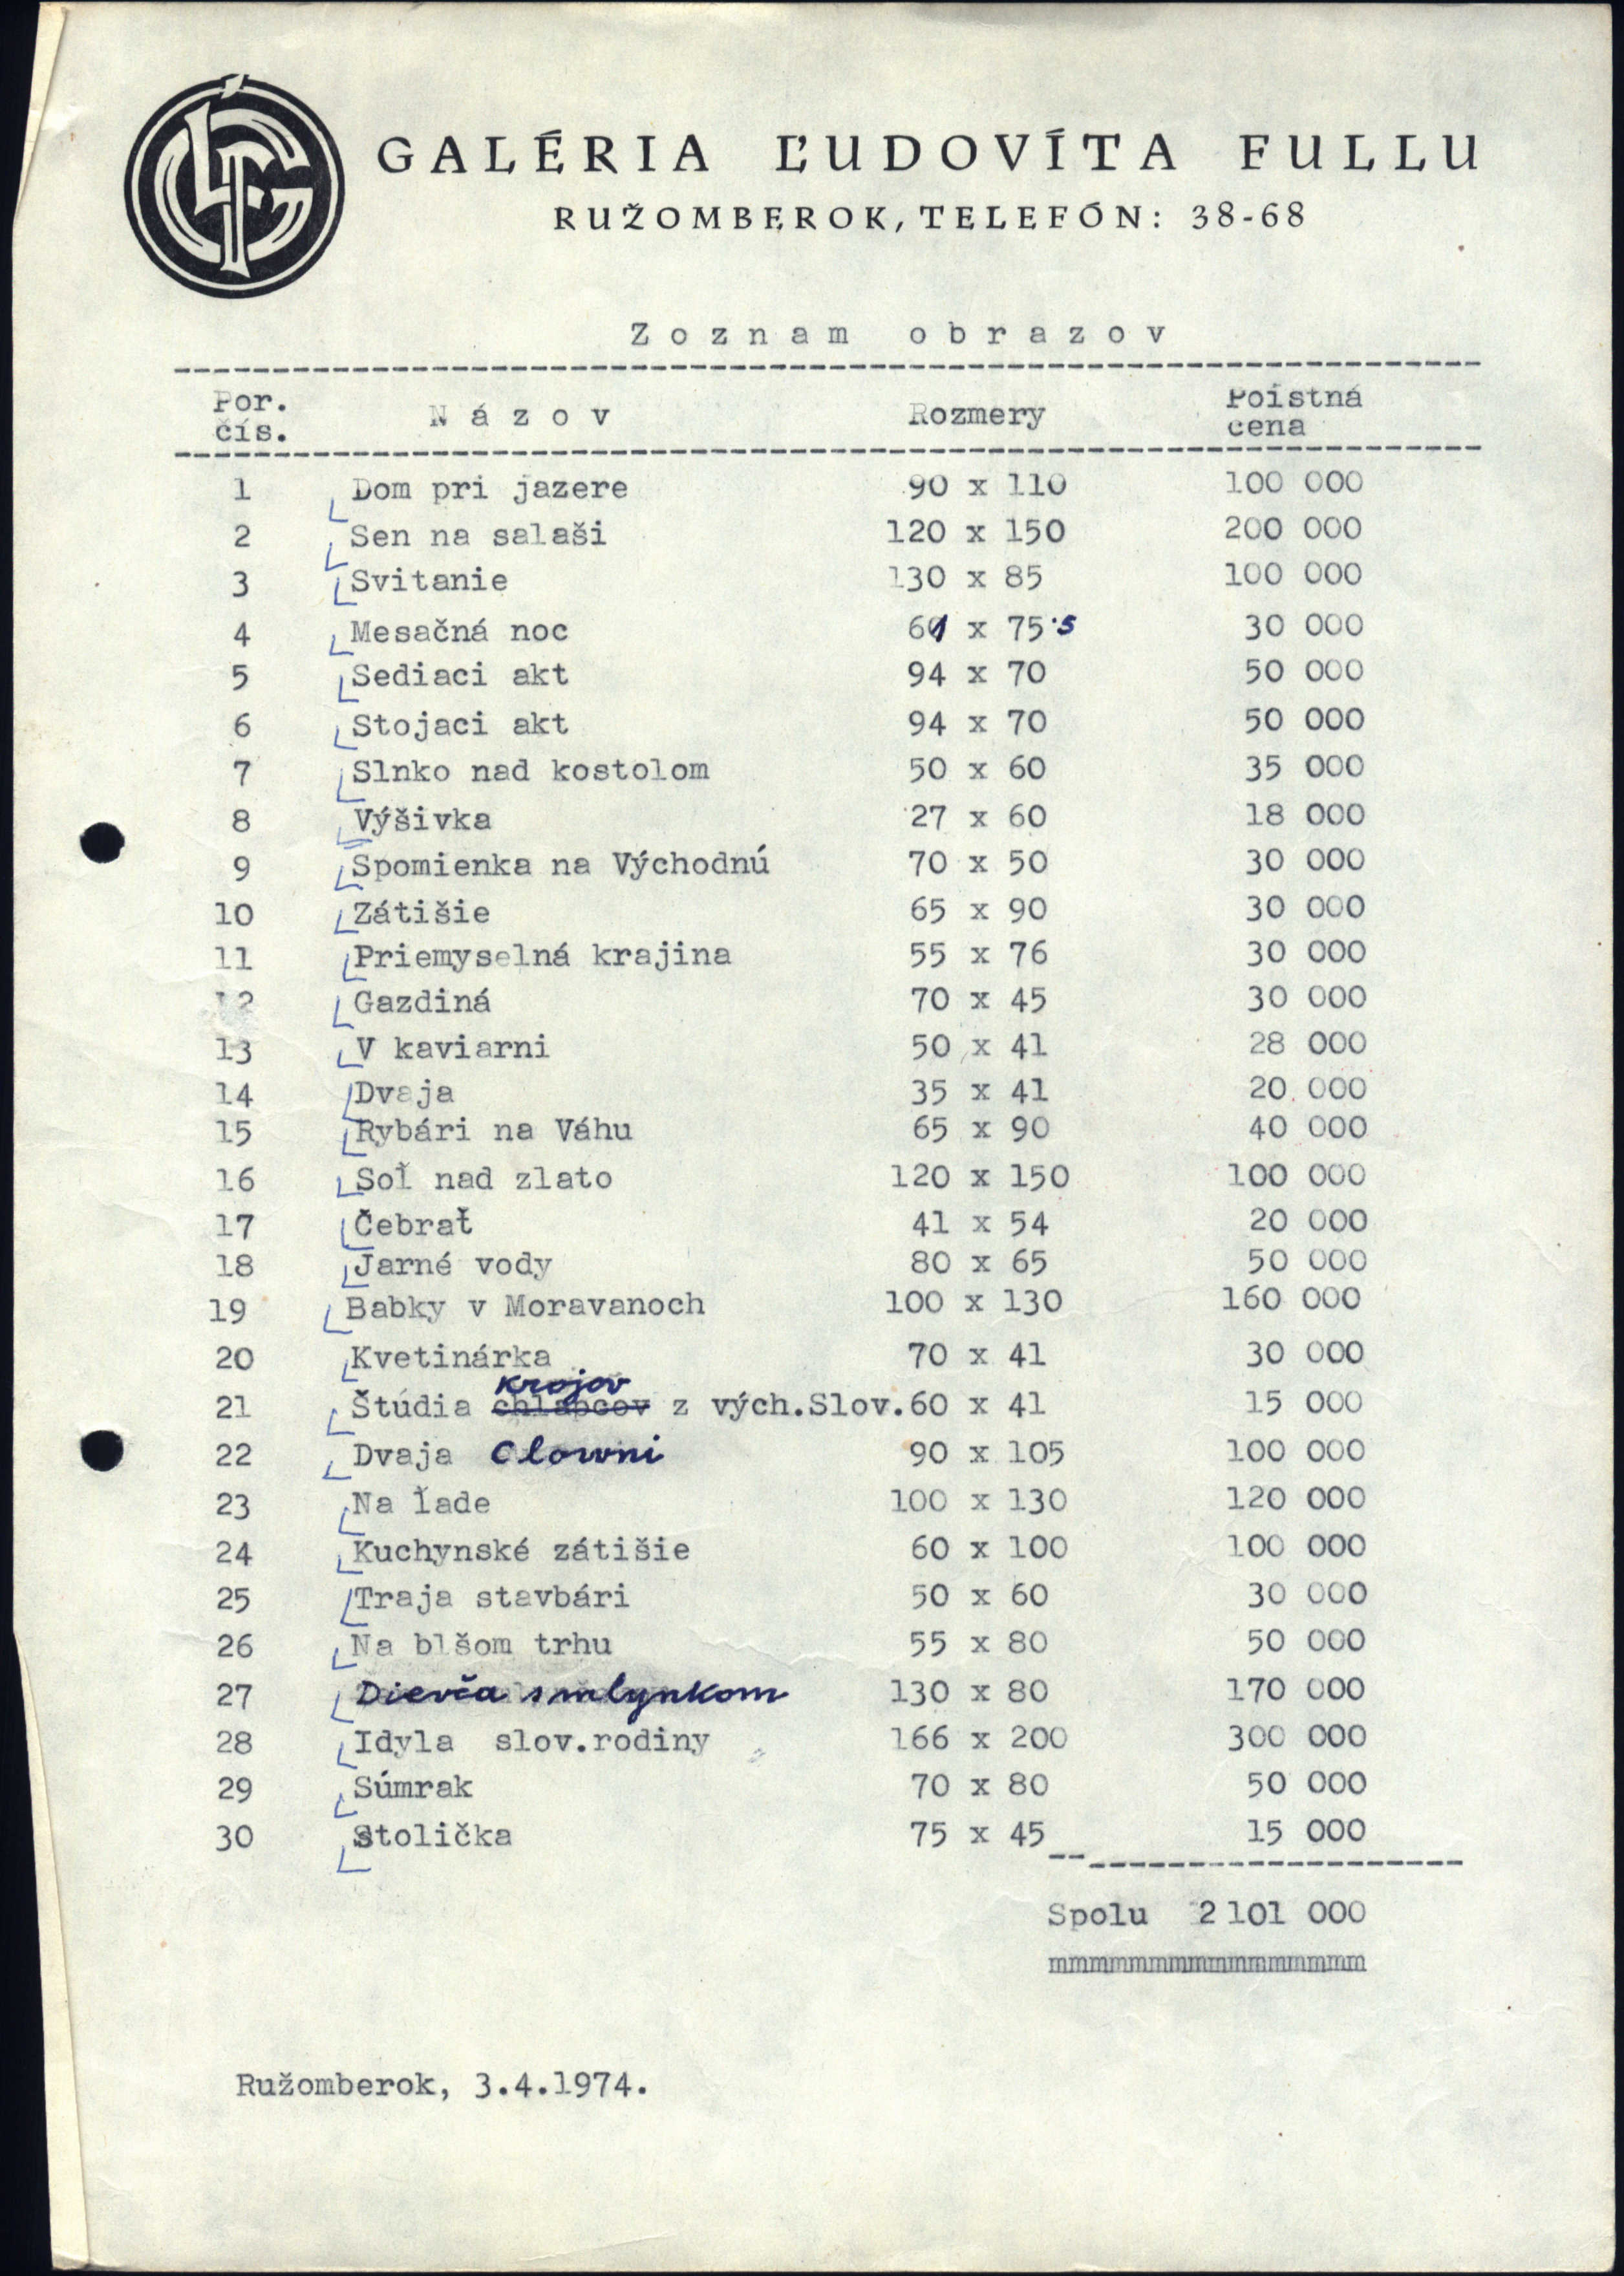 GALÉRIA ĽUDOVÍTA FULLU
RUŽOMBEROK, TELEFÓN: 38-68
Zoznam obrazov
Por. čís. Názov Rozmery Poistná cena
1 Dom pri jazere 90 x 110 100 000
2 Sen na salaši 120 x 150 200 000
3 Svitanie 130 x 85 100 000
4 Mesačná noc 61 x 75·5 30 000
5 Sediaci akt 94 x 70 50 000
6 Stojaci akt 94 x 70 50 000
7 Slnko nad kostolom 50 x 60 35 000
8 Výšivka 27 x 60 18 000
9 Spomienka na Východnú 70 x 50 30 000
10 Zátišie 65 x 90 30 000
11 Priemyselná krajina 55 x 76 30 000
12 Gazdiná 70 x 45 30 000
13 V kaviarni 50 x 41 28 000
14 Dvaja 35 x 41 20 000
15 Rybári na Váhu 65 x 90 40 000
16 Soľ nad zlato 120 x 150 100 000
17 Čebrať 41 x 54 20 000
18 Jarné vody 80 x 65 50 000
19 Babky v Moravanoch 100 x 130 160 000
20 Kvetinárka 70 x 41 30 000
krojov
21 Štúdia chlapcov z vých.Slov. 60 x 41 15 000
22 Dvaja Clowni 90 x 105 100 000
23 Na ľade 100 x 130 120 000
24 Kuchynské zátišie 60 x 100 100 000
25 Traja stavbári 50 x 60 30 000
26 Na blšom trhu 55 x 80 50 000
27 Dievča s mlynkom 130 x 80 170 000
28 Idyla slov.rodiny 166 x 200 300 000
29 Súmrak 70 x 80 50 000
30 Stolička 75 x 45 15 000
Spolu 2 101 000
mmmmmmmmmmmmmmmm
Ružomberok, 3.4.1974.